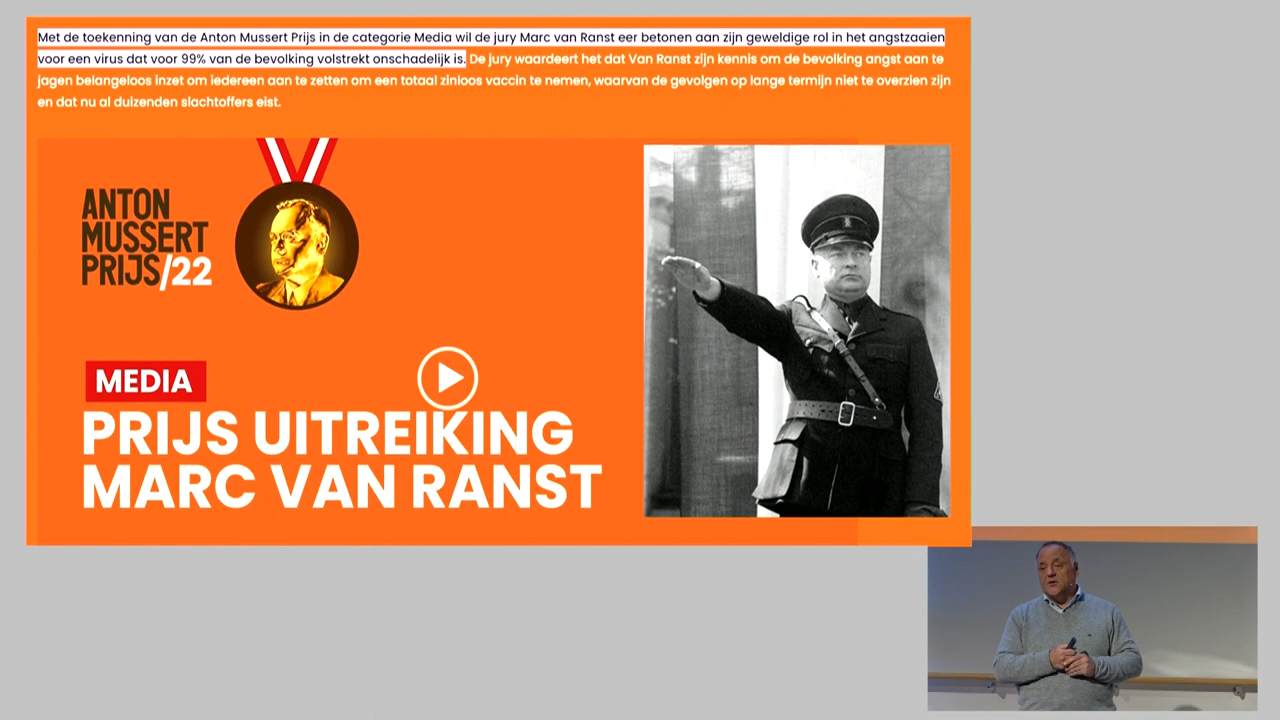 Met de toekenning van de Anton Mussert Prijs in de categorie Media wil de jury Marc van Ranst eer betonen aan zijn geweldige rol in het angstzaaien
voor een virus dat voor 99% van de bevolking volstrekt onschadelijk is. De jury waardeert het dat Van Ranst zijn kennis om de bevolking angst aan te
jagen belangeloos inzet om iedereen aan te zetten om een totaal zinloos vaccin te nemen, waarvan de gevolgen op lange termijn niet te overzien zijn
en dat nu al duizenden slachtoffers eist.
ANTON
MUSSERT
PRIJS/22
MEDIA
PRIJS UITREIKING
MARC VAN RANST